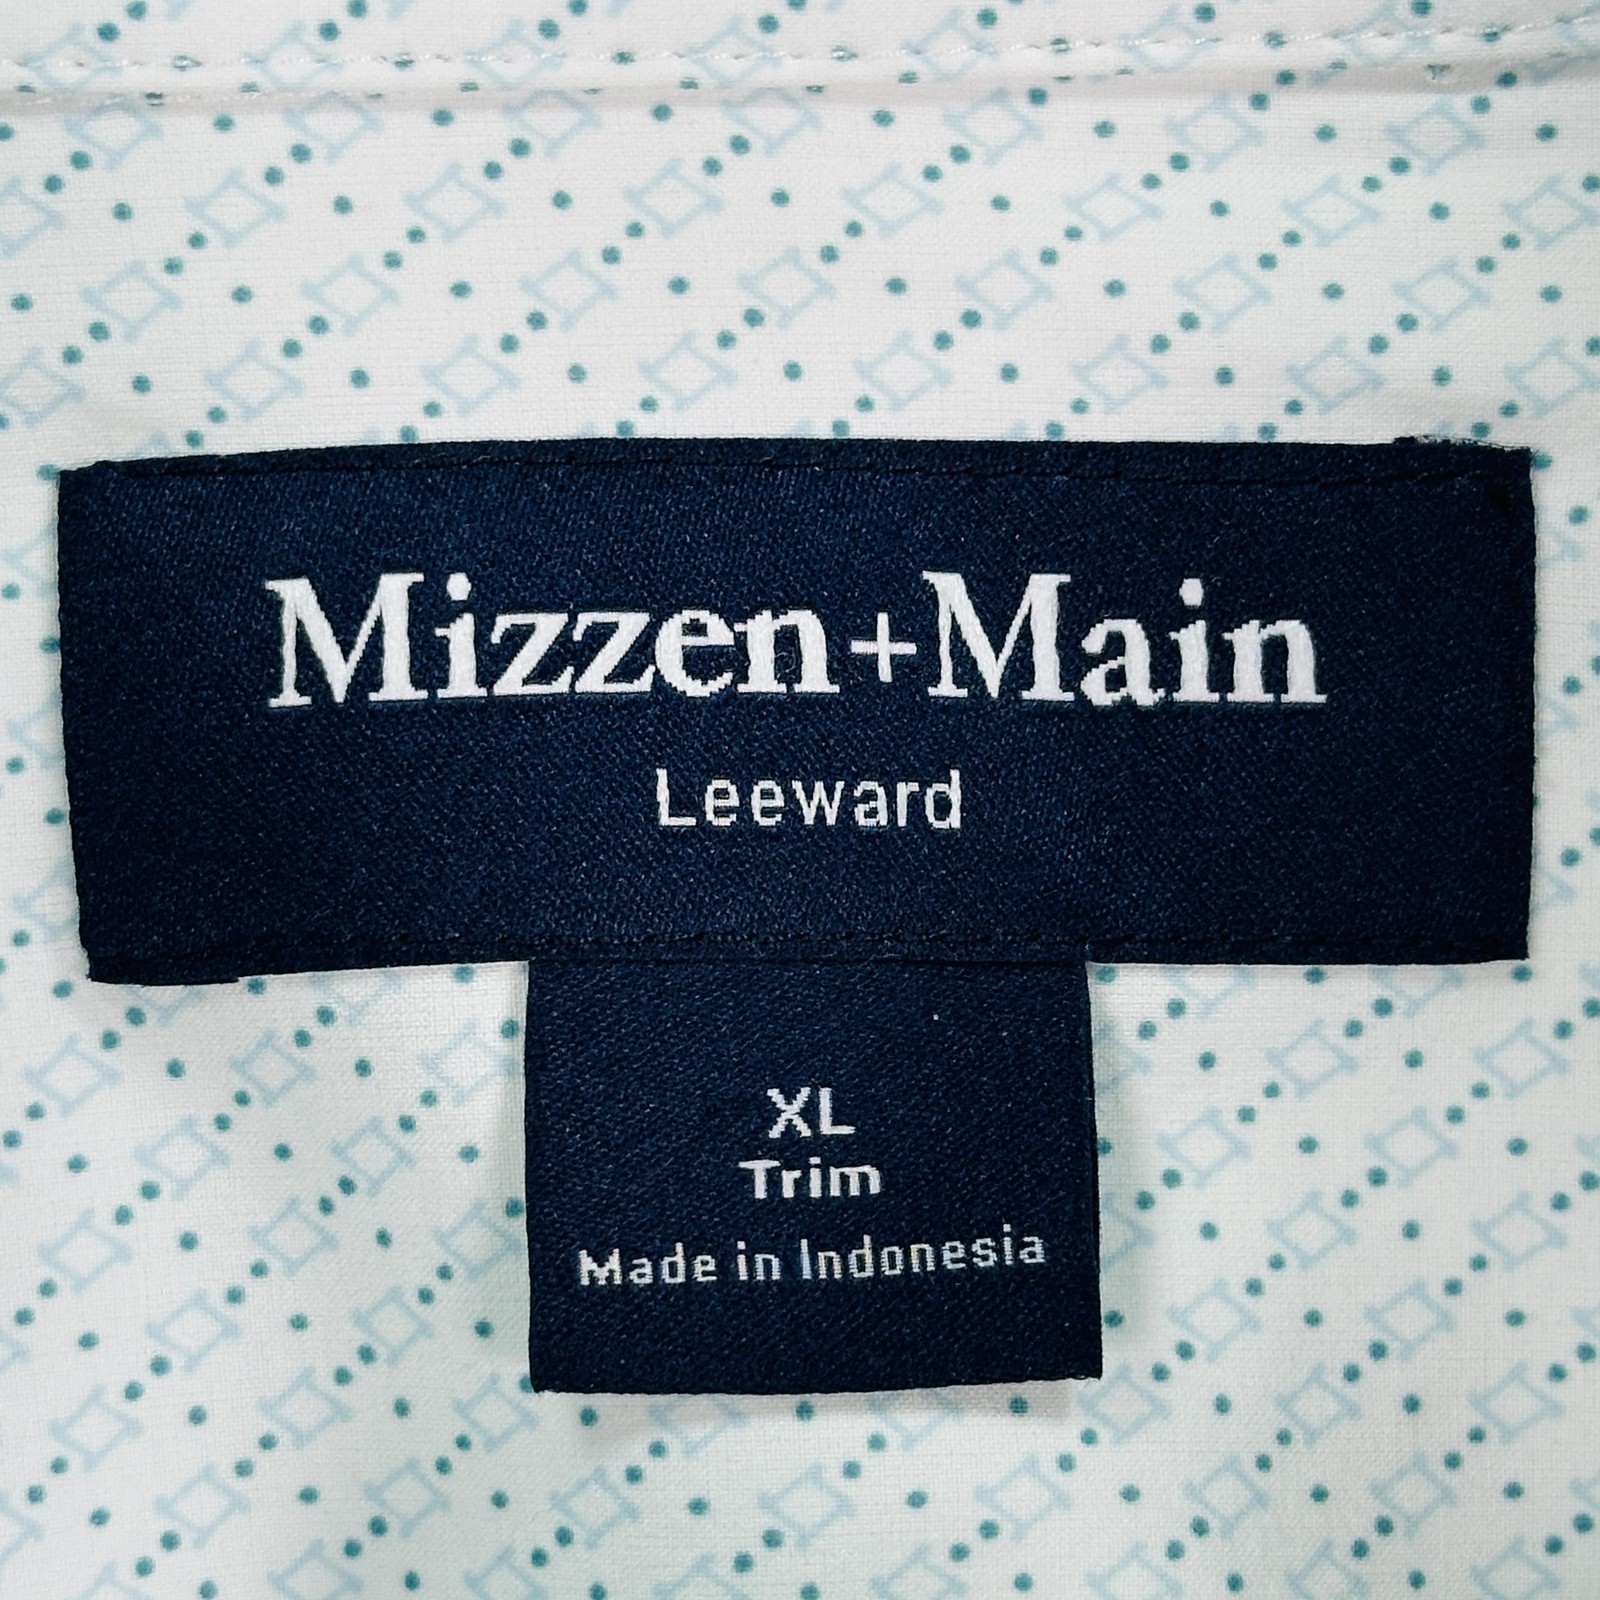 Mizzen+Main
Leeward
XL
Trim
Made in Indonesia